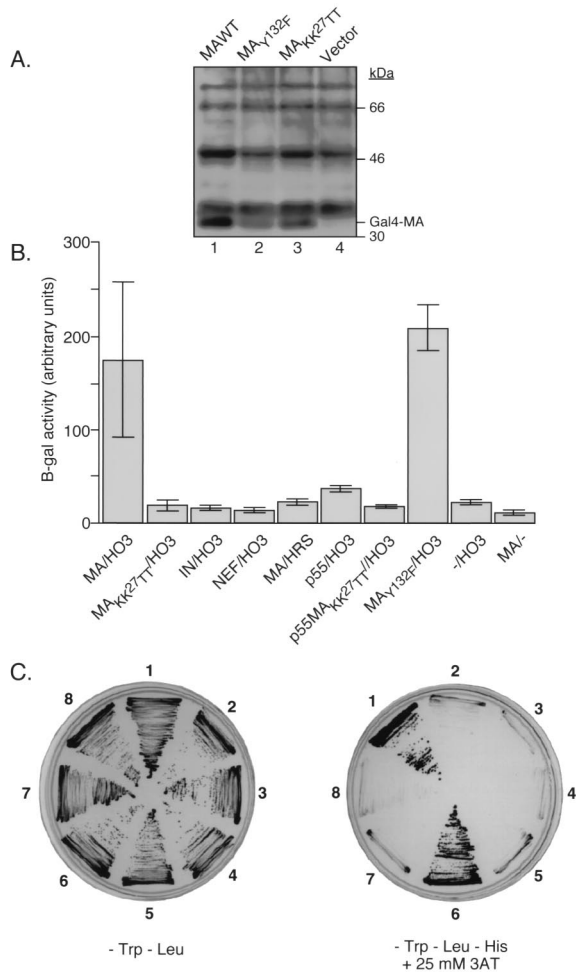 A.
MAWT MAY132F MAKK27TT Vector
kDa
66
46
Gal4-MA
30
1 2 3 4
B.
B-gal activity (arbitrary units)
300
200
100
0
MA/HO3 MAKK27TT/HO3 IN/HO3 NEF/HO3 MA/HRS p55/HO3 p55MAKK27TT//HO3 MAY132F/HO3 -/HO3 MA/-
C.
1 2 3 4 5 6 7 8
- Trp - Leu
1 2 3 4 5 6 7 8
- Trp - Leu - His
+ 25 mM 3AT